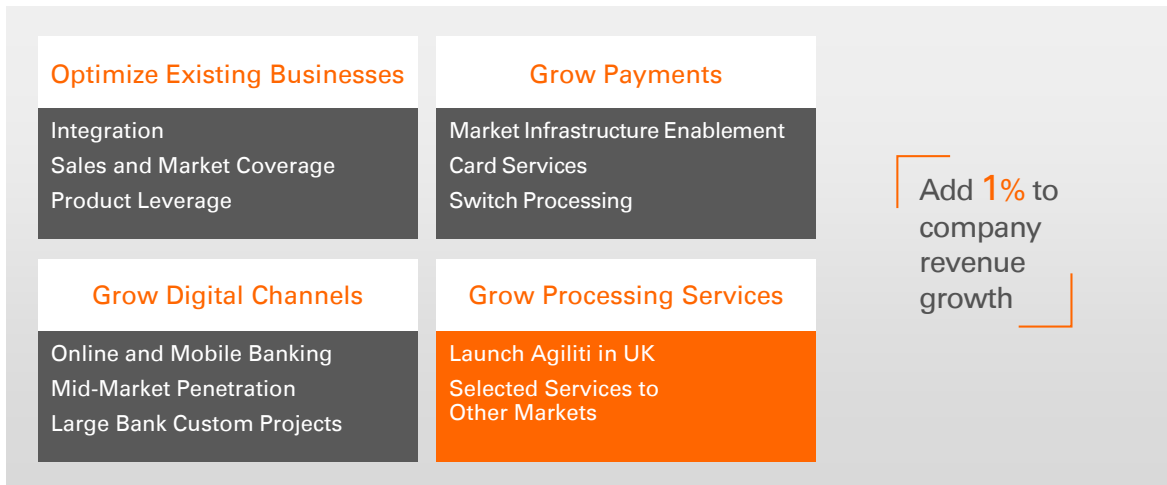 Optimize Existing Businesses
Integration
Sales and Market Coverage
Product Leverage
Grow Payments
Market Infrastructure Enablement
Card Services
Switch Processing
Grow Digital Channels
Online and Mobile Banking
Mid-Market Penetration
Large Bank Custom Projects
Grow Processing Services
Launch Agiliti in UK
Selected Services to
Other Markets
Add 1% to
company
revenue
growth